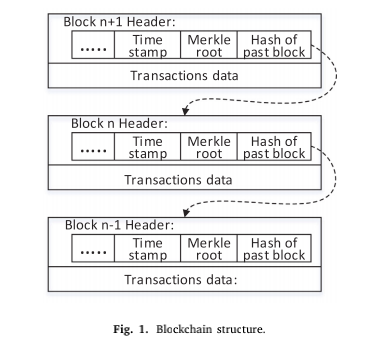 Block n+1 Header:
..... Time stamp Merkle root Hash of past block
Transactions data
Block n Header:
..... Time stamp Merkle root Hash of past block
Transactions data
Block n-1 Header:
..... Time stamp Merkle root Hash of past block
Transactions data:
Fig. 1. Blockchain structure.